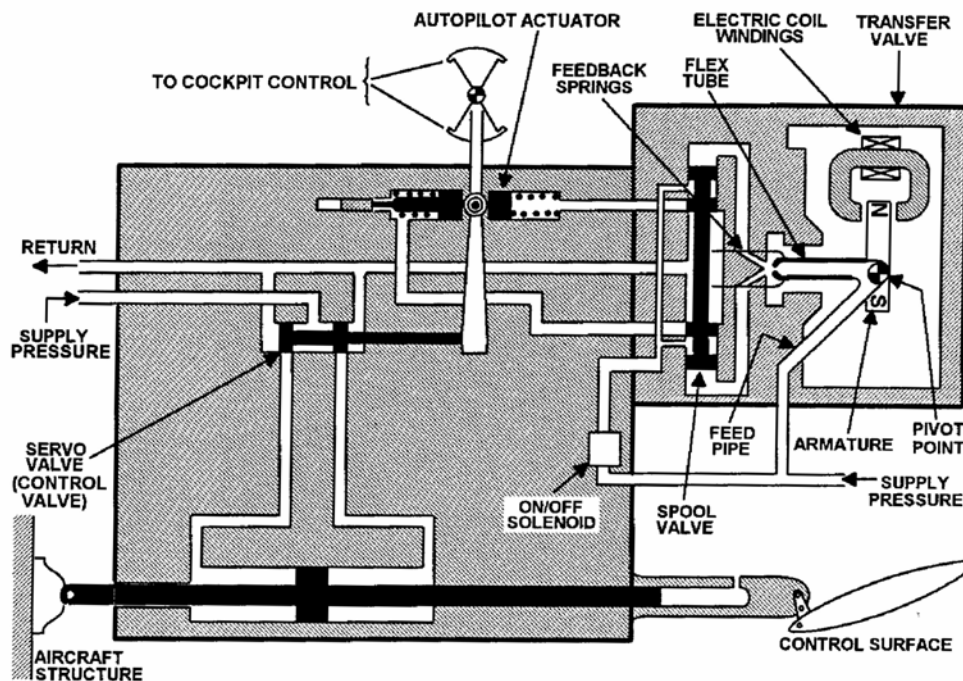 AUTOPILOT ACTUATOR
ELECTRIC COIL
WINDINGS
TRANSFER
VALVE
TO COCKPIT CONTROL
FEEDBACK
SPRINGS
FLEX
TUBE
N
S
RETURN
SUPPLY
PRESSURE
SERVO
VALVE
(CONTROL
VALVE)
ON/OFF
SOLENOID
SPOOL
VALVE
FEED
PIPE
ARMATURE
PIVOT
POINT
SUPPLY
PRESSURE
AIRCRAFT
STRUCTURE
CONTROL SURFACE